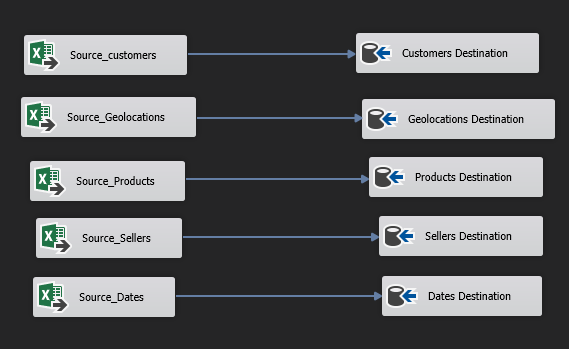 Source_customers
Customers Destination
Source_Geolocations
Geolocations Destination
Source_Products
Products Destination
Source_Sellers
Sellers Destination
Source_Dates
Dates Destination